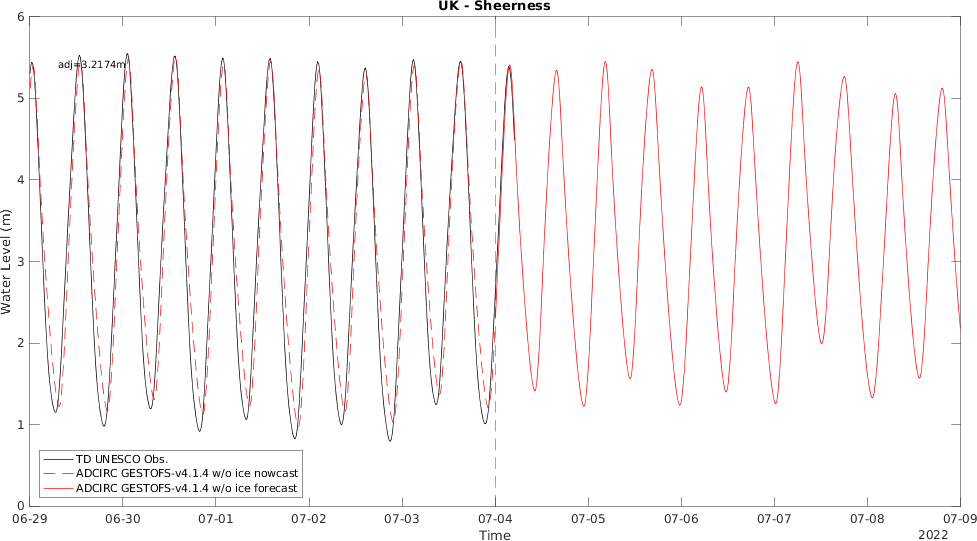 UK - Sheerness
6
5
4
3
2
1
0
Water Level (m)
adj=3.2174m
TD UNESCO Obs.
ADCIRC GESTOFS-v4.1.4 w/o ice nowcast
ADCIRC GESTOFS-v4.1.4 w/o ice forecast
06-29 06-30 07-01 07-02 07-03 07-04 07-05 07-06 07-07 07-08 07-09
Time
2022